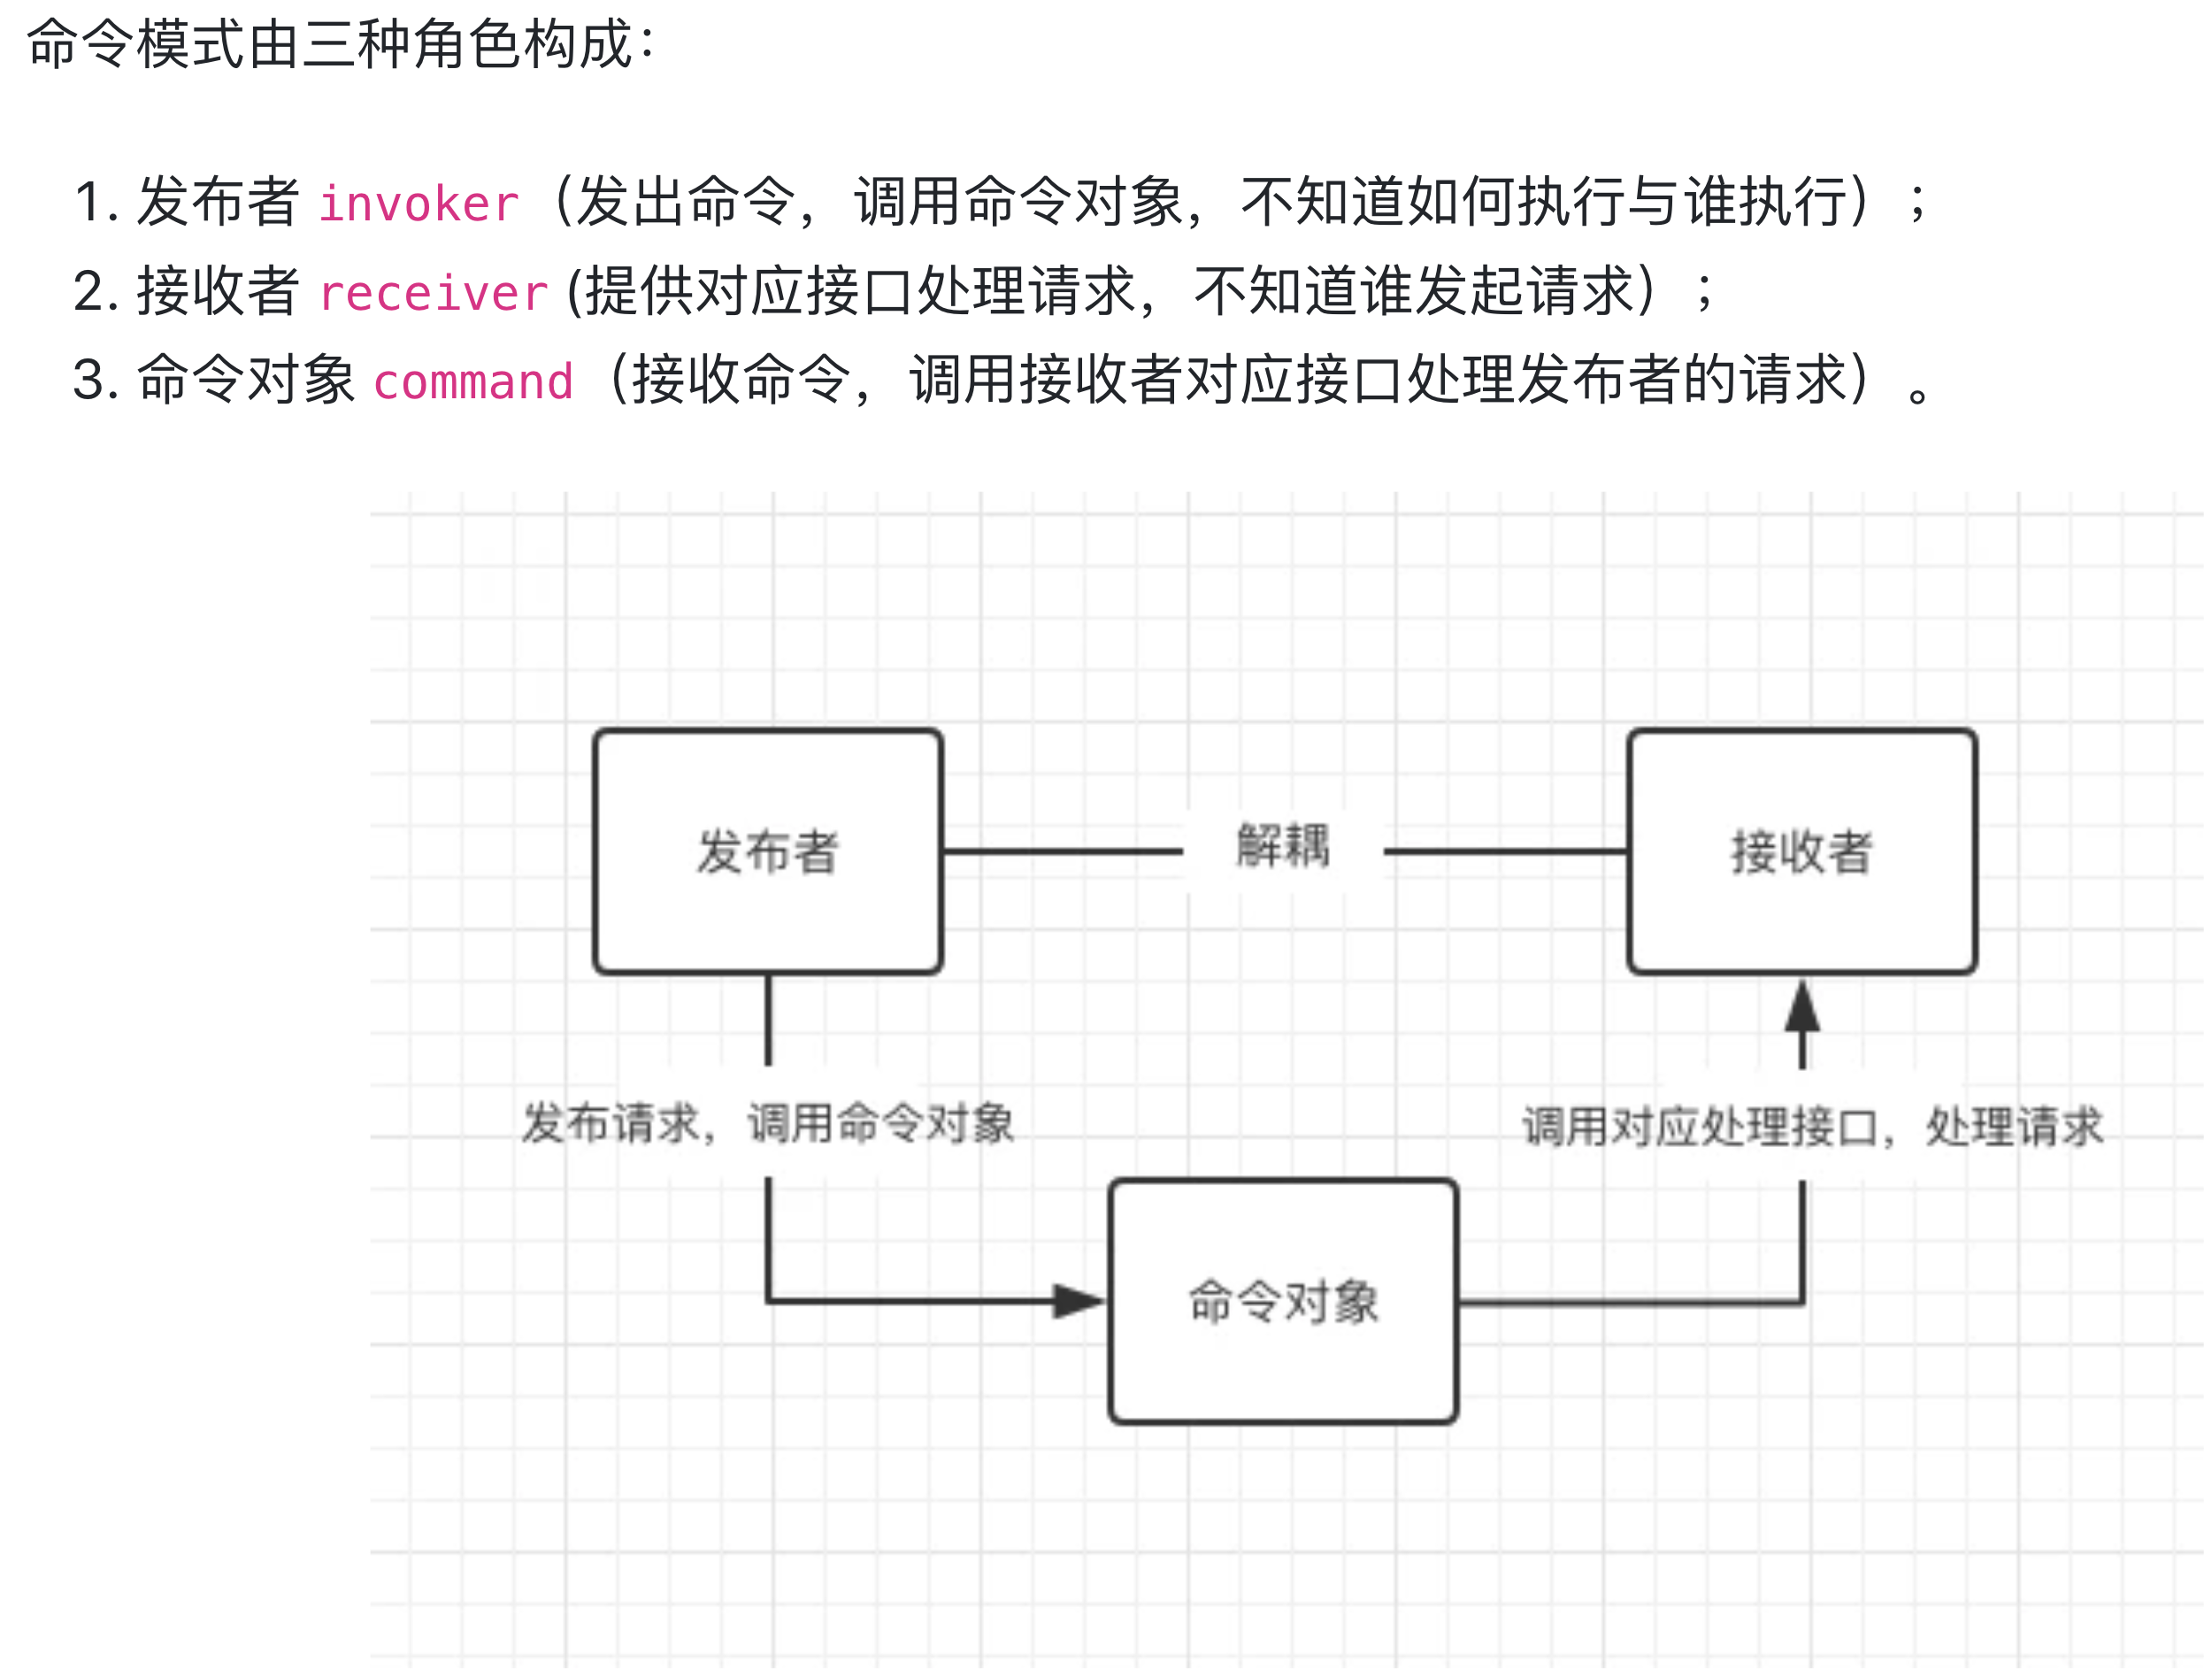 命令模式由三种角色构成：
1. 发布者 invoker（发出命令，调用命令对象，不知道如何执行与谁执行）；
2. 接收者 receiver (提供对应接口处理请求，不知道谁发起请求）；
3. 命令对象 command（接收命令，调用接收者对应接口处理发布者的请求）。
发布者
解耦
接收者
发布请求，调用命令对象
调用对应处理接口，处理请求
命令对象